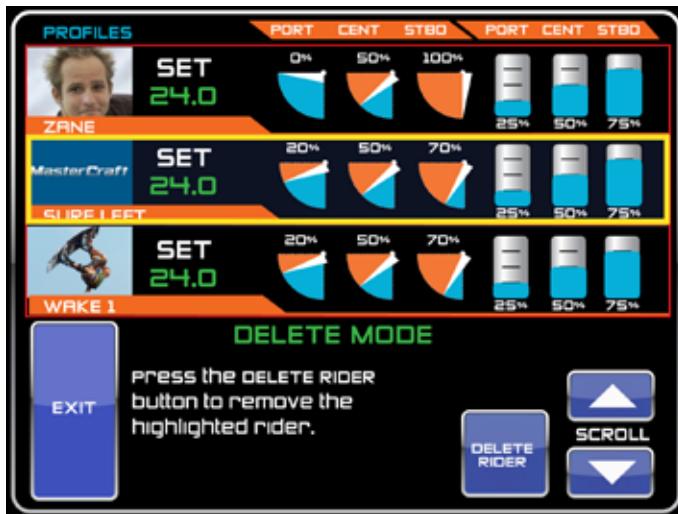 PROFILES PORT CENT STBD PORT CENT STBD
0% 50% 100%
SET
24.0
25% 50% 75%
ZANE
20% 50% 70%
MasterCraft SET
24.0
25% 50% 75%
SURF LEFT
20% 50% 70%
SET
24.0
25% 50% 75%
WAKE 1
DELETE MODE
Press the DELETE RIDER
button to remove the
highlighted rider.
EXIT
DELETE
RIDER
SCROLL